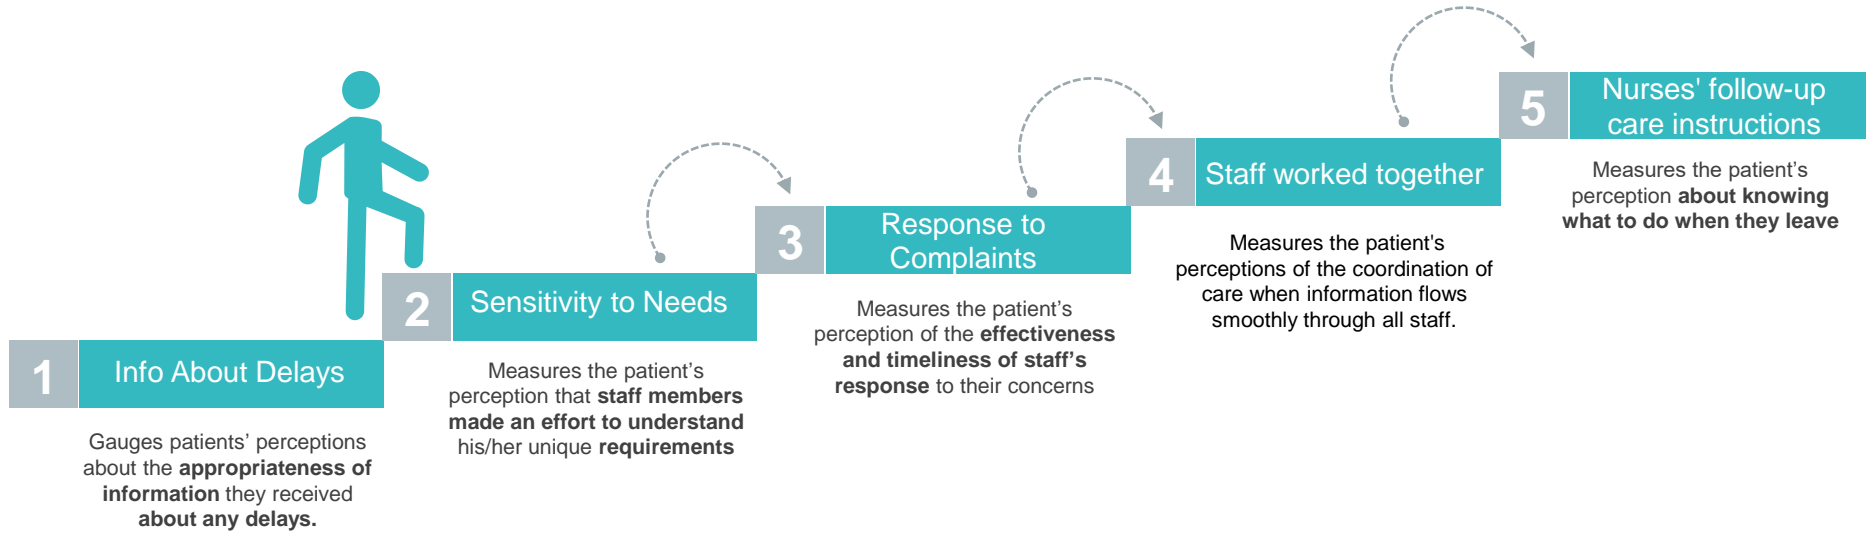 1
Info About Delays
Gauges patients’ perceptions
about the appropriateness of
information they received
about any delays.
2
Sensitivity to Needs
Measures the patient’s
perception that staff members
made an effort to understand
his/her unique requirements
3
Response to
Complaints
Measures the patient’s
perception of the effectiveness
and timeliness of staff’s
response to their concerns
4
Staff worked together
Measures the patient's
perceptions of the coordination of
care when information flows
smoothly through all staff.
5
Nurses' follow-up
care instructions
Measures the patient’s
perception about knowing
what to do when they leave